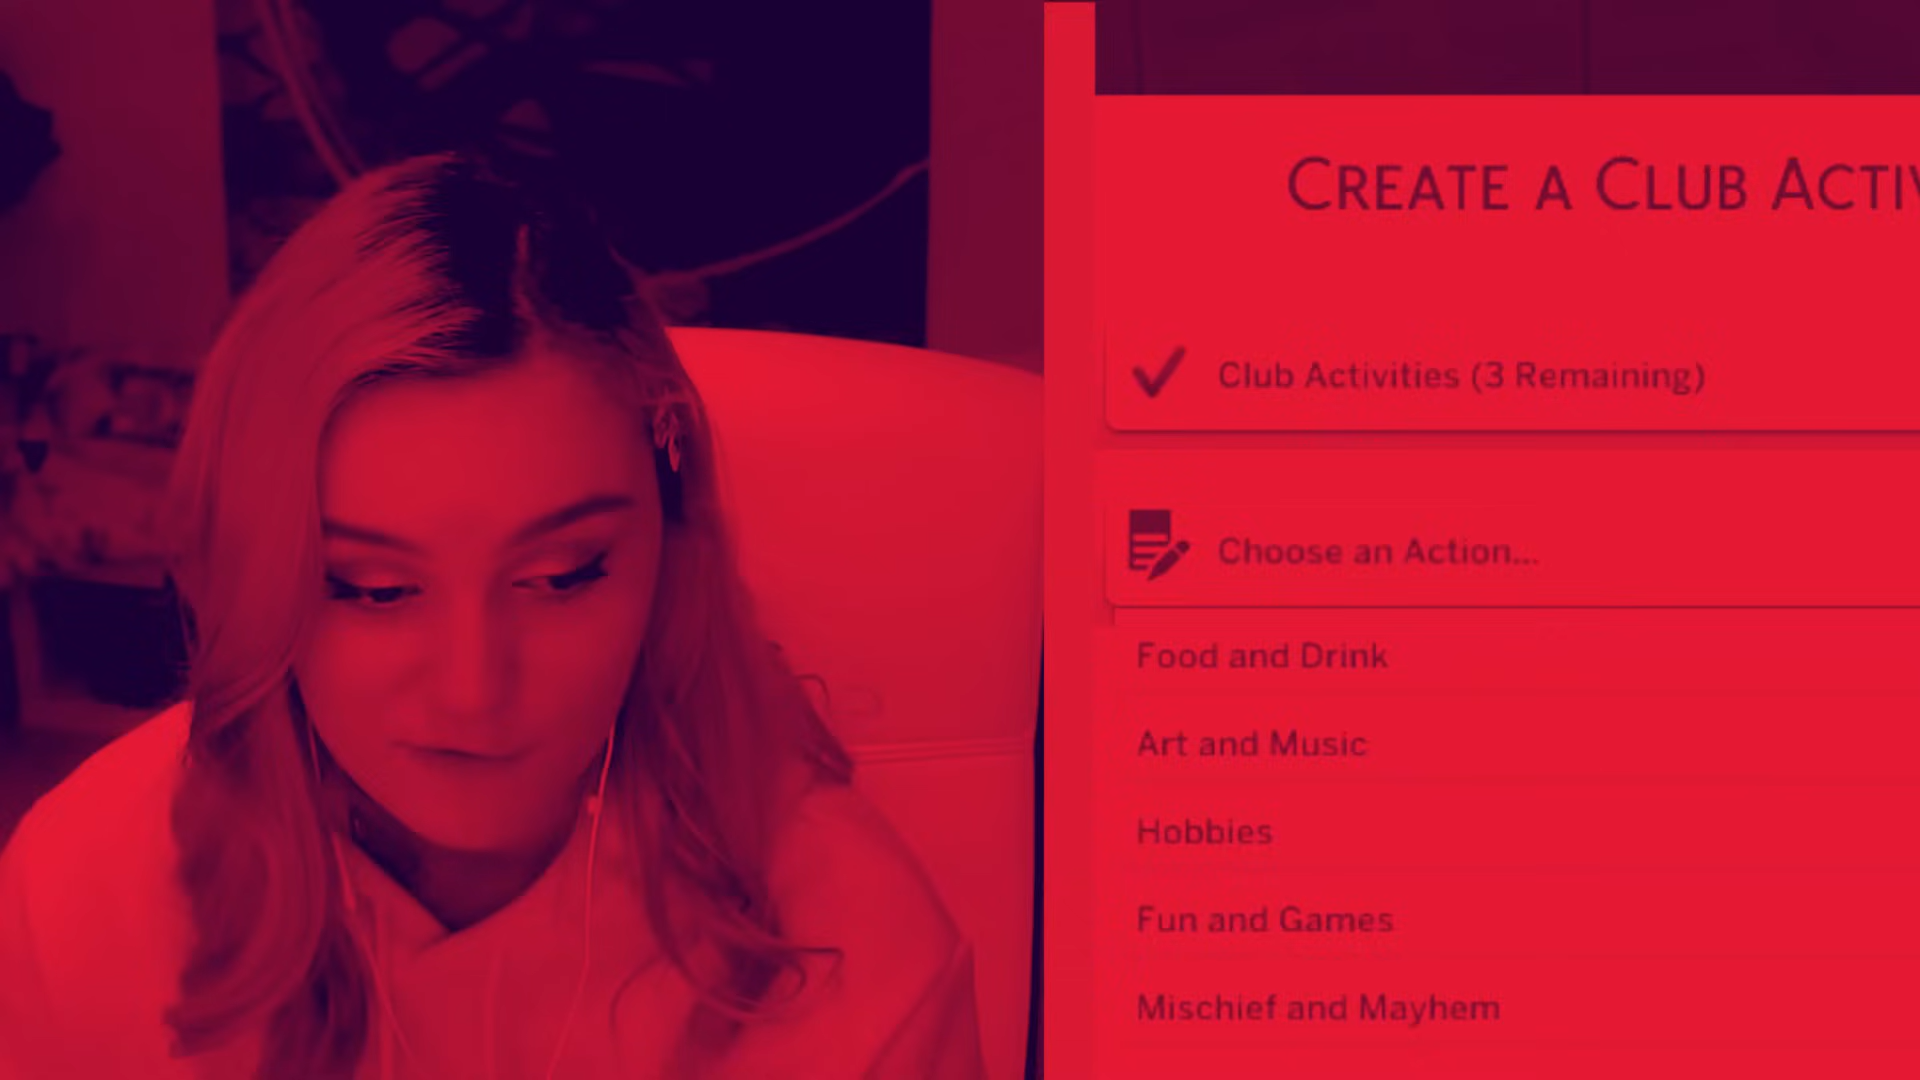 CREATE A CLUB ACTIV
Club Activities (3 Remaining)
Choose an Action...
Food and Drink
Art and Music
Hobbies
Fun and Games
Mischief and Mayhem